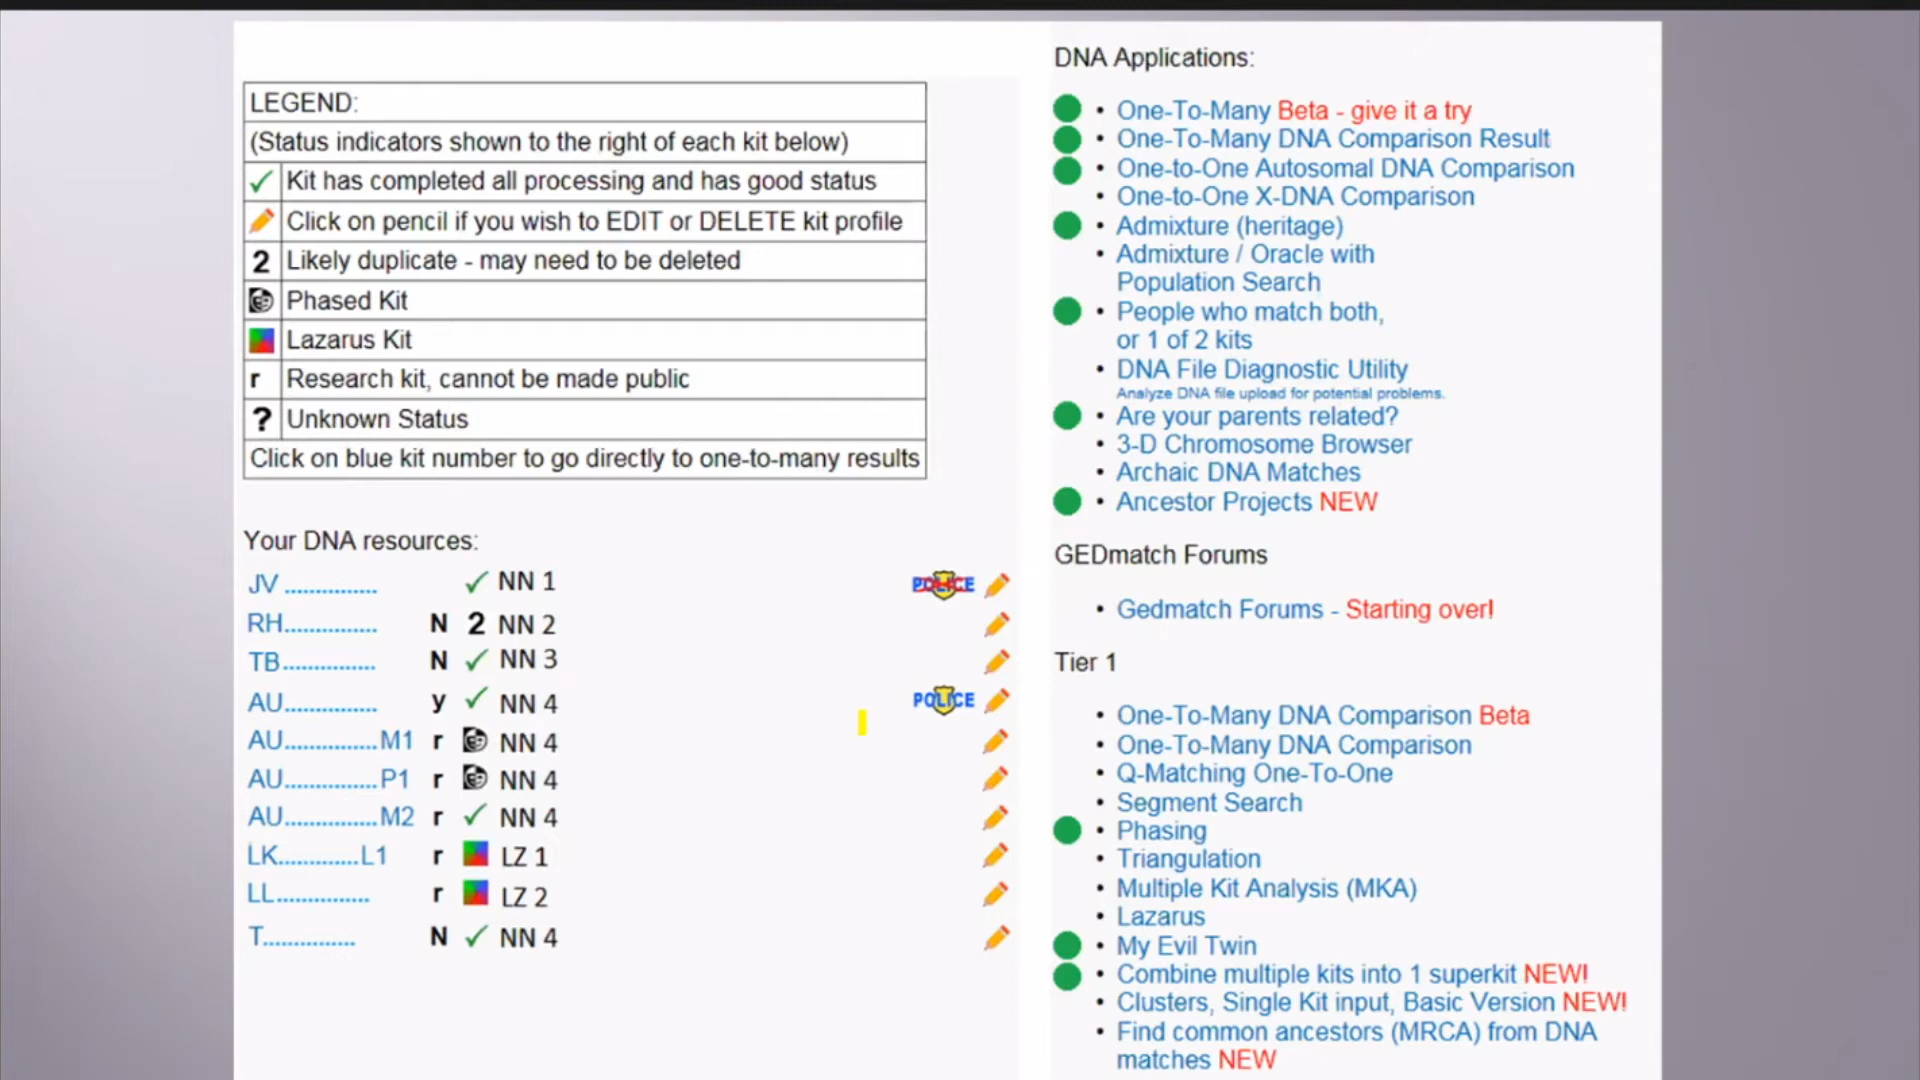 LEGEND:
(Status indicators shown to the right of each kit below)
Kit has completed all processing and has good status
Click on pencil if you wish to EDIT or DELETE kit profile
2 Likely duplicate - may need to be deleted
Phased Kit
Lazarus Kit
r Research kit, cannot be made public
? Unknown Status
Click on blue kit number to go directly to one-to-many results
Your DNA resources:
JV............... ✓ NN 1 POLICE
RH............... N 2 NN 2
TB............... N ✓ NN 3
AU............... y ✓ NN 4 POLICE
AU...............M1 r NN 4
AU...............P1 r NN 4
AU...............M2 r ✓ NN 4
LK.............L1 r LZ 1
LL............... r LZ 2
T............... N ✓ NN 4
DNA Applications:
• One-To-Many Beta - give it a try
• One-To-Many DNA Comparison Result
• One-to-One Autosomal DNA Comparison
• One-to-One X-DNA Comparison
• Admixture (heritage)
• Admixture / Oracle with
Population Search
• People who match both,
or 1 of 2 kits
• DNA File Diagnostic Utility
Analyze DNA file upload for potential problems.
• Are your parents related?
• 3-D Chromosome Browser
• Archaic DNA Matches
• Ancestor Projects NEW
GEDmatch Forums
• Gedmatch Forums - Starting over!
Tier 1
• One-To-Many DNA Comparison Beta
• One-To-Many DNA Comparison
• Q-Matching One-To-One
• Segment Search
• Phasing
• Triangulation
• Multiple Kit Analysis (MKA)
• Lazarus
• My Evil Twin
• Combine multiple kits into 1 superkit NEW!
• Clusters, Single Kit input, Basic Version NEW!
• Find common ancestors (MRCA) from DNA
matches NEW